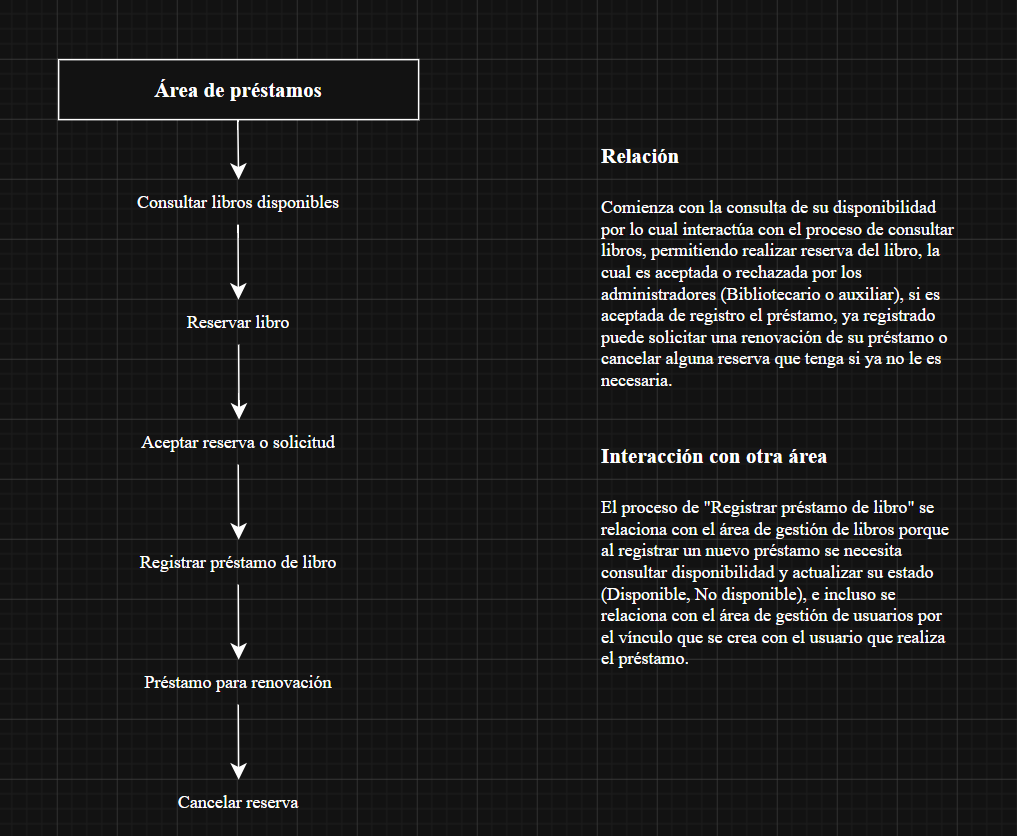 Área de préstamos
Consultar libros disponibles
Reservar libro
Aceptar reserva o solicitud
Registrar préstamo de libro
Préstamo para renovación
Cancelar reserva
Relación
Comienza con la consulta de su disponibilidad
por lo cual interactúa con el proceso de consultar
libros, permitiendo realizar reserva del libro, la
cual es aceptada o rechazada por los
administradores (Bibliotecario o auxiliar), si es
aceptada de registro el préstamo, ya registrado
puede solicitar una renovación de su préstamo o
cancelar alguna reserva que tenga si ya no le es
necesaria.
Interacción con otra área
El proceso de "Registrar préstamo de libro" se
relaciona con el área de gestión de libros porque
al registrar un nuevo préstamo se necesita
consultar disponibilidad y actualizar su estado
(Disponible, No disponible), e incluso se
relaciona con el área de gestión de usuarios por
el vínculo que se crea con el usuario que realiza
el préstamo.